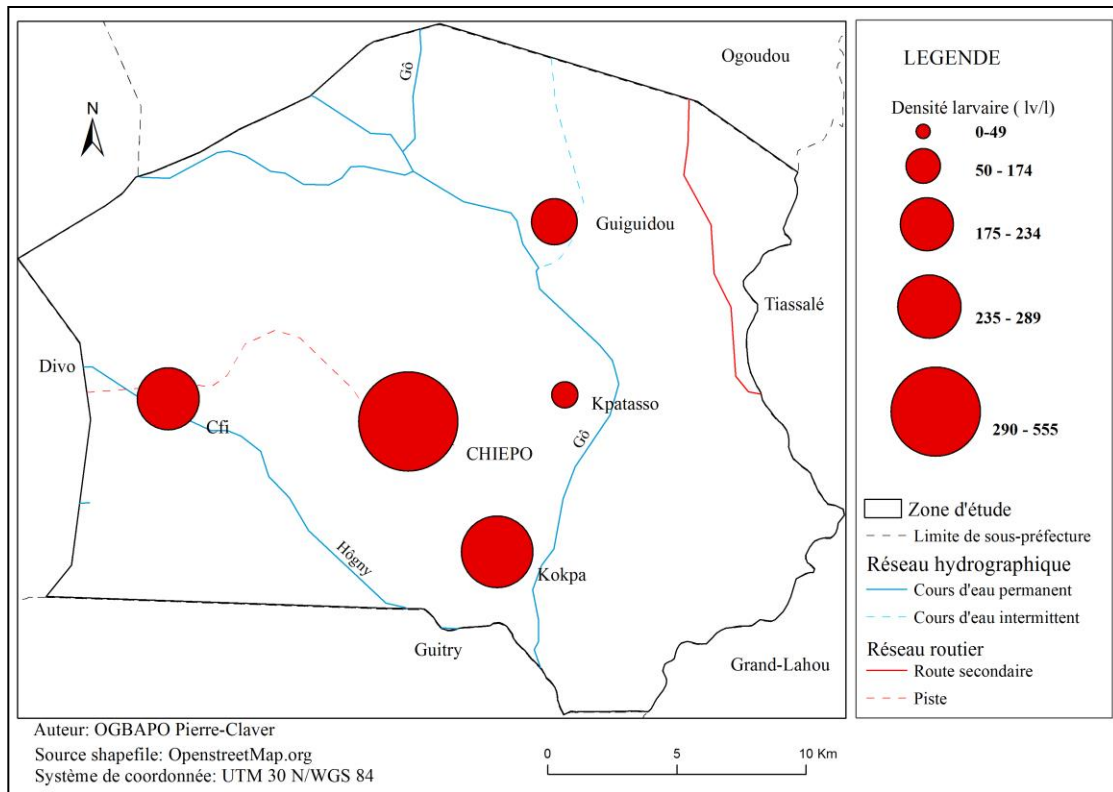 Ogoudou
Gô
N
Guiguidou
Tiassalé
Divo
Cfi
CHIEPO
Kpatasso
Gô
Hôgny
Kokpa
Guitry
Grand-Lahou
LEGENDE
Densité larvaire ( lv/l)
0-49
50 - 174
175 - 234
235 - 289
290 - 555
Zone d'étude
Limite de sous-préfecture
Réseau hydrographique
Cours d'eau permanent
Cours d'eau intermittent
Réseau routier
Route secondaire
Piste
Auteur: OGBAPO Pierre-Claver
Source shapefile: OpenstreetMap.org
Système de coordonnée: UTM 30 N/WGS 84
0 5 10 Km